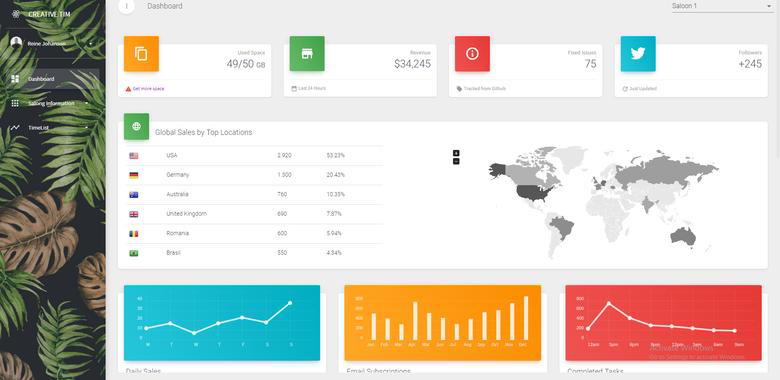 CREATIVE TIM
Dashboard
Saloon 1
Reine Johansson
Dashboard
Salong Information
TimeList
Used Space
49/50 GB
Get more space
Revenue
$34,245
Last 24 Hours
Fixed Issues
75
Tracked from Github
Followers
+245
Just Updated
Global Sales by Top Locations
USA 2.920 53.23%
Germany 1.300 20.43%
Australia 760 10.35%
United Kingdom 690 7.87%
Romania 600 5.94%
Brasil 550 4.34%
+
−
40
30
20
10
0
M T W T F S S
800
600
400
200
0
Jan Feb Mar Apr Mai Jun Jul Aug Sep Oct Nov Dec
800
600
400
200
0
12am 3pm 6pm 9pm 12pm 3am 6am 9am
Activate Windows
Go to Settings to activate Windows.
Daily Sales
Email Subscriptions
Completed Tasks